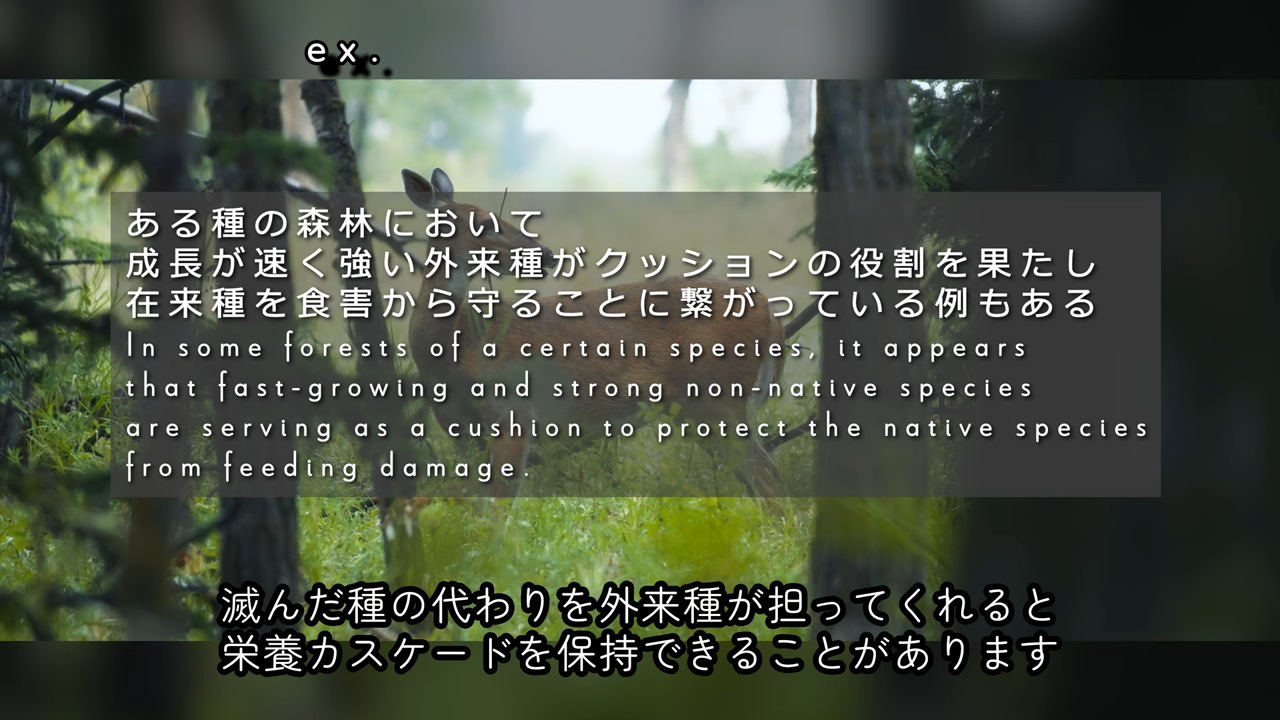 ex.
ある種の森林において
成長が速く強い外来種がクッションの役割を果たし
在来種を食害から守ることに繋がっている例もある
In some forests of a certain species, it appears
that fast-growing and strong non-native species
are serving as a cushion to protect the native species
from feeding damage.
滅んだ種の代わりを外来種が担ってくれると
栄養カスケードを保持できることがあります